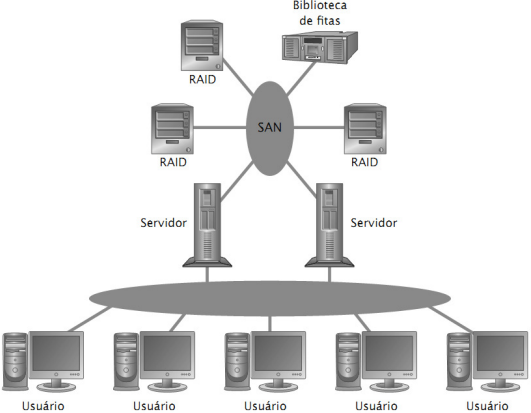 Biblioteca
de fitas
RAID
SAN
RAID
RAID
Servidor
Servidor
Usuário
Usuário
Usuário
Usuário
Usuário